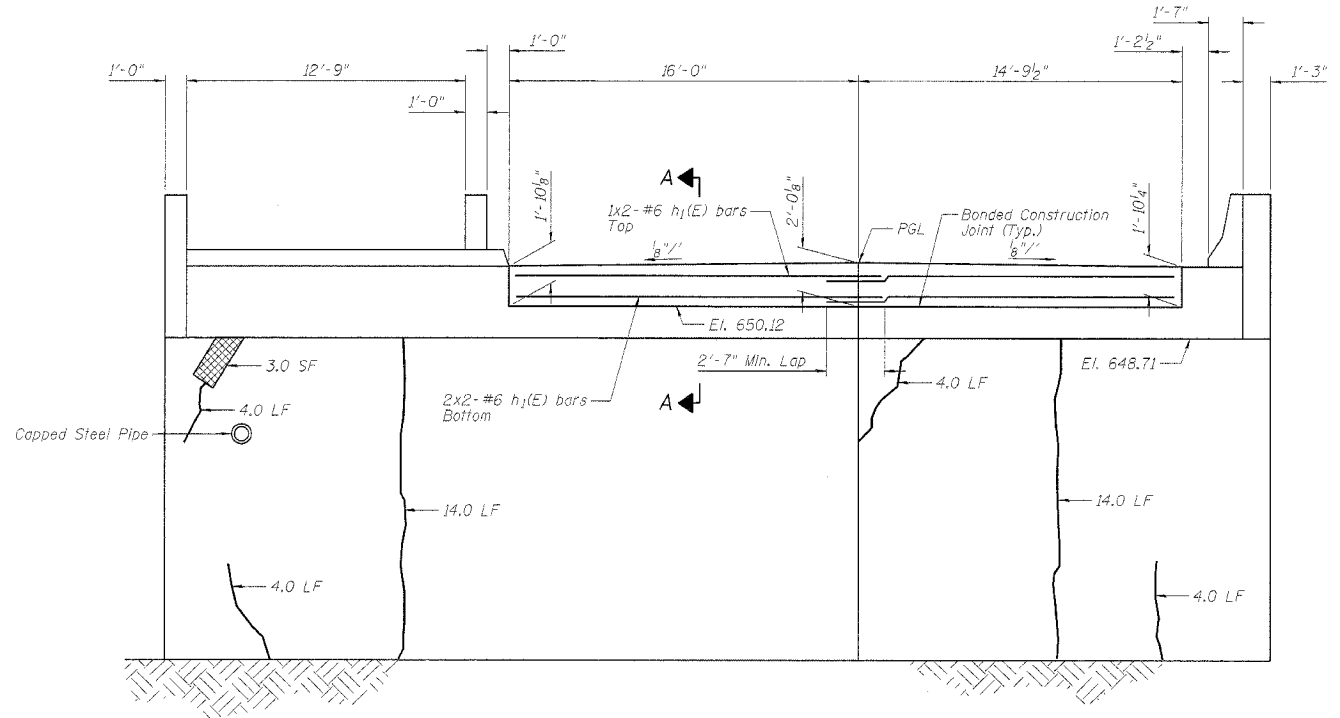 1'-7"
1'-0"
1'-2½"
1'-0"
12'-9"
16'-0"
14'-9½"
1'-3"
1'-0"
A
1'-10⅛"
1x2-#6 h₁(E) bars
Top
2'-0⅛"
PGL
Bonded Construction
Joint (Typ.)
1'-10¼"
⅛"/'
⅛"/'
El. 650.12
2'-7" Min. Lap
El. 648.71
3.0 SF
4.0 LF
2x2-#6 h₁(E) bars
Bottom
A
4.0 LF
Capped Steel Pipe
14.0 LF
14.0 LF
4.0 LF
4.0 LF